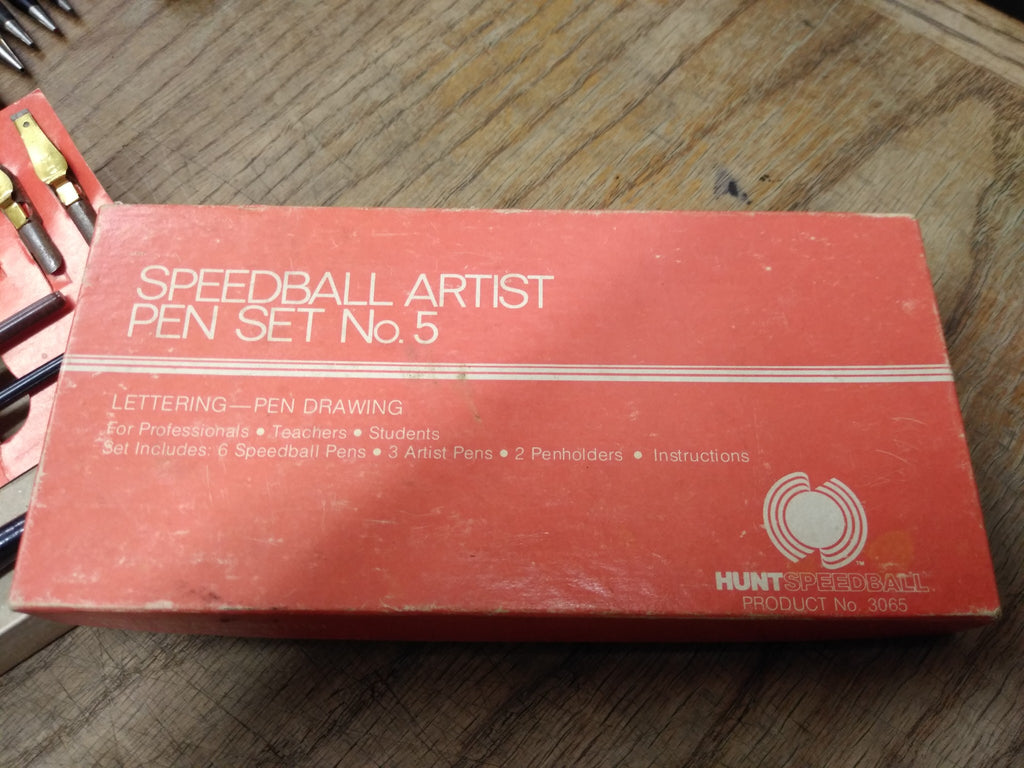 SPEEDBALL ARTIST
PEN SET No. 5
LETTERING—PEN DRAWING
For Professionals • Teachers • Students
Set Includes: 6 Speedball Pens • 3 Artist Pens • 2 Penholders • Instructions
TM
HUNTSPEEDBALL
PRODUCT No. 3065